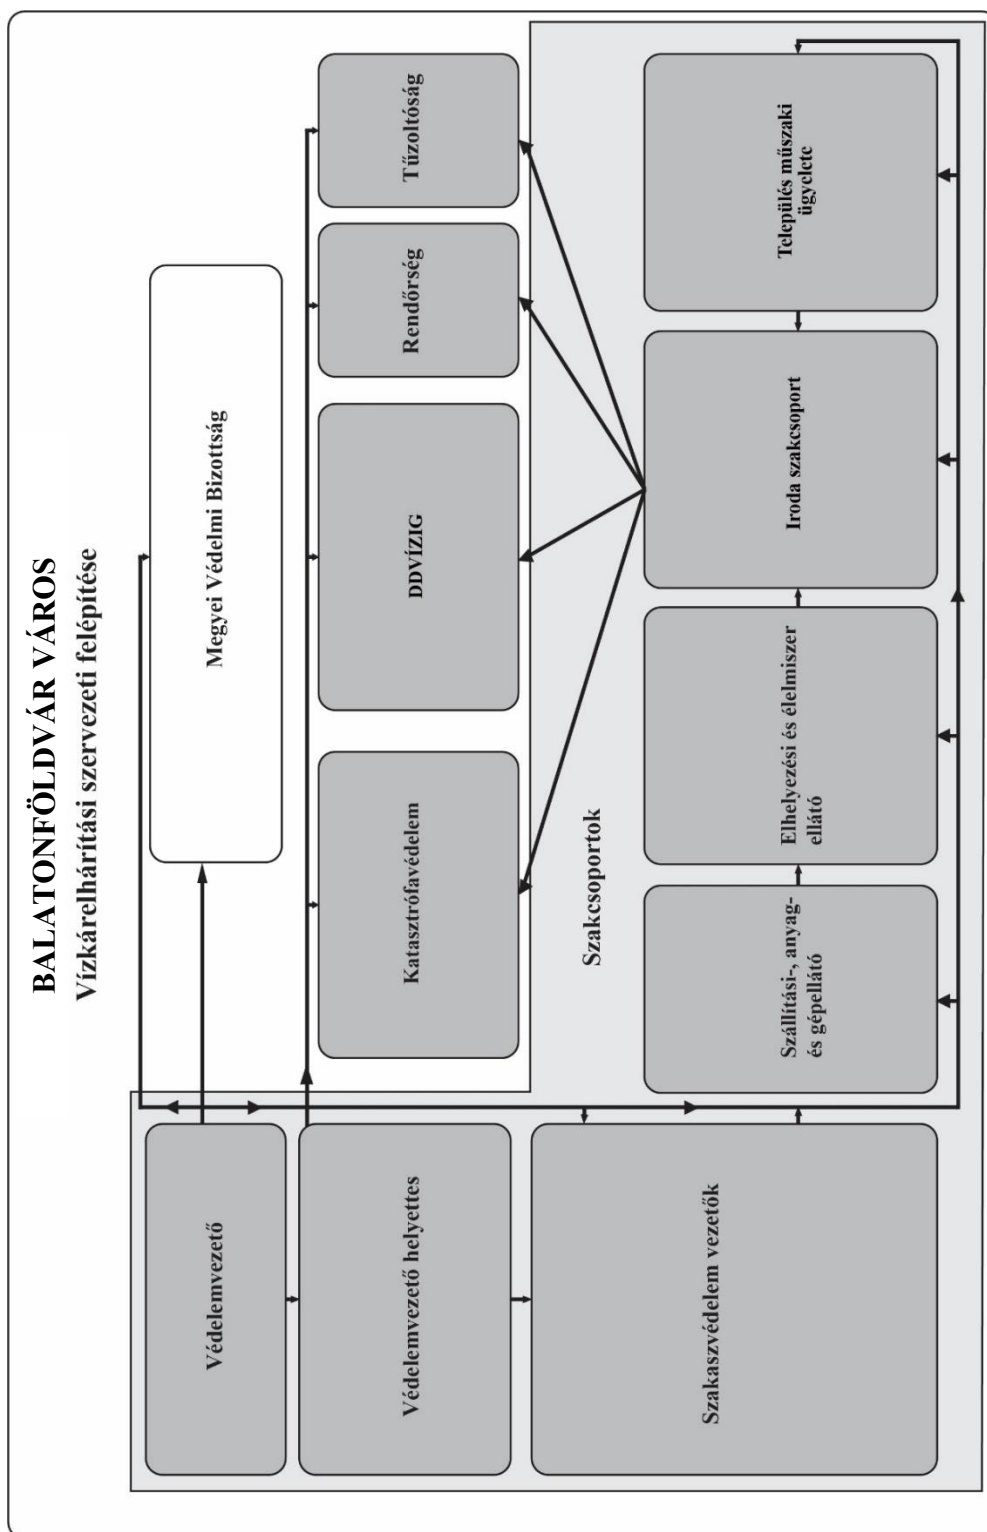 BALATONFÖLDVÁR VÁROS
Vízkárelhárítási szervezeti felépítése
Védelemvezető
Megyei Védelmi Bizottság
Védelemvezető helyettes
Katasztrófavédelem
DDVÍZIG
Rendőrség
Tűzoltóság
Szakcsoportok
Szakaszvédelem vezetők
Szállítási-, anyag-
és gépellátó
Elhelyezési és élelmiszer
ellátó
Iroda szakcsoport
Település műszaki
ügyelete